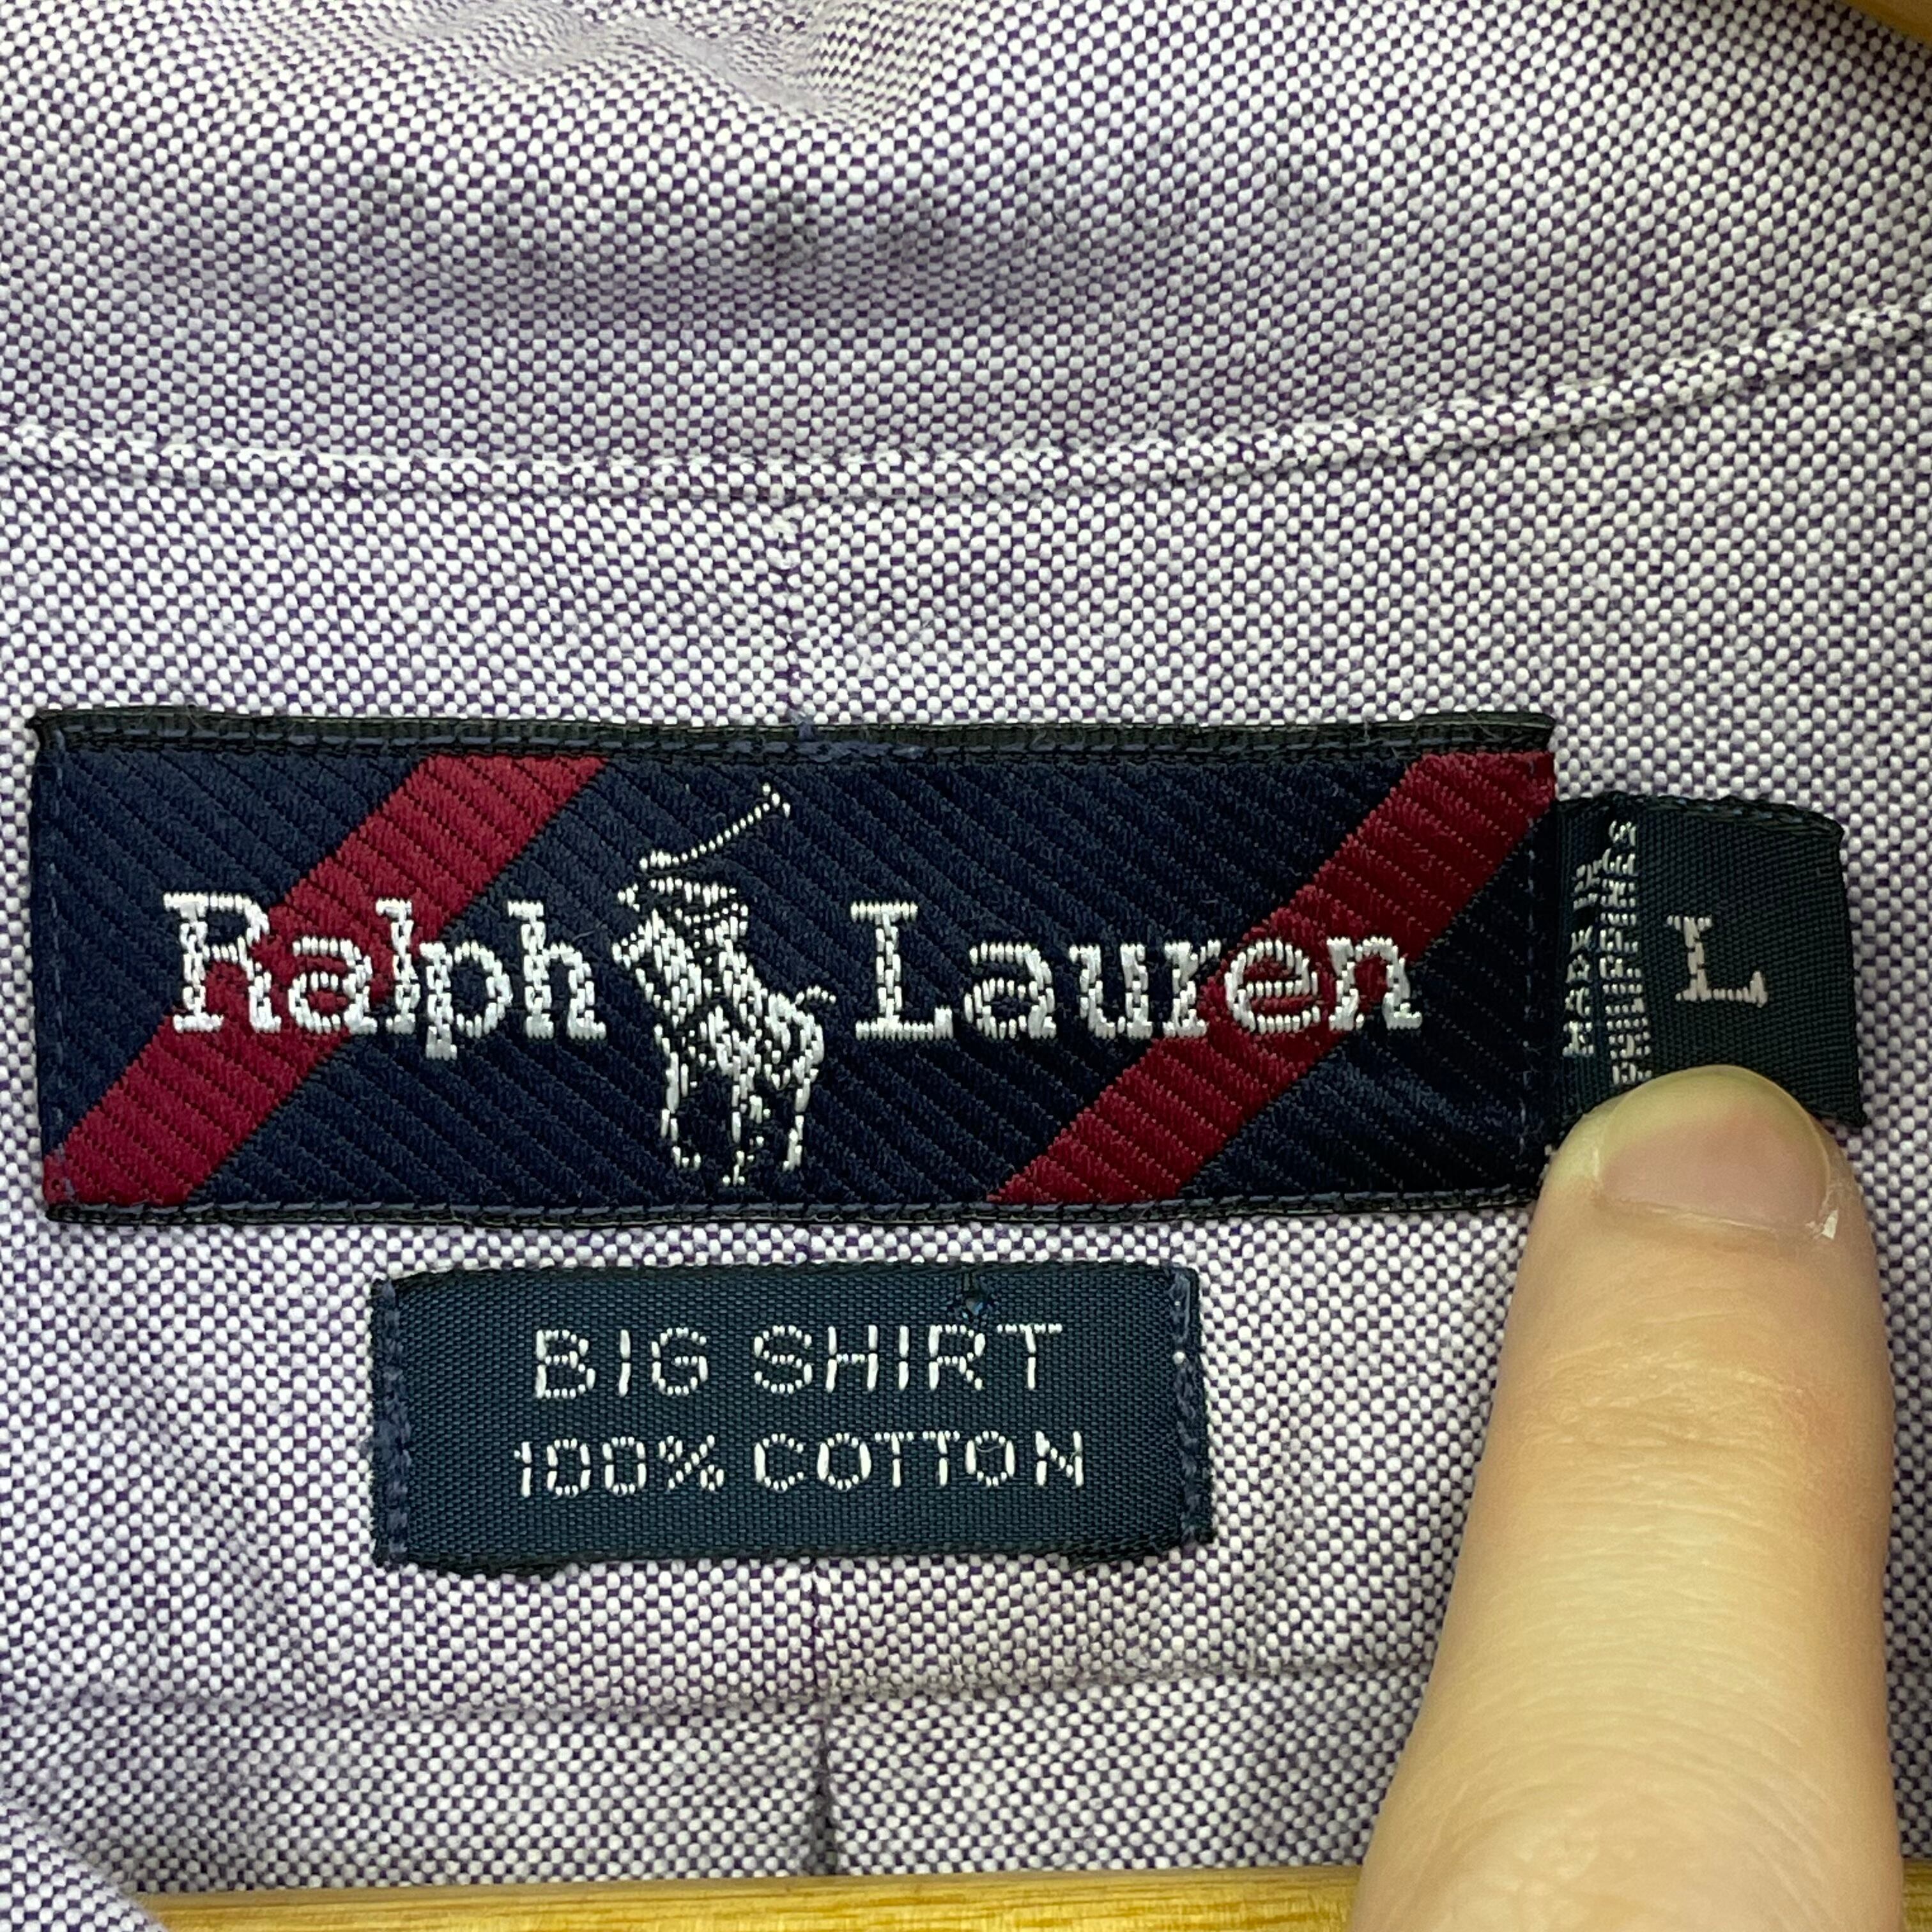 Ralph Lauren
MADE IN
PHILIPPINES
L
BIG SHIRT
100% COTTON